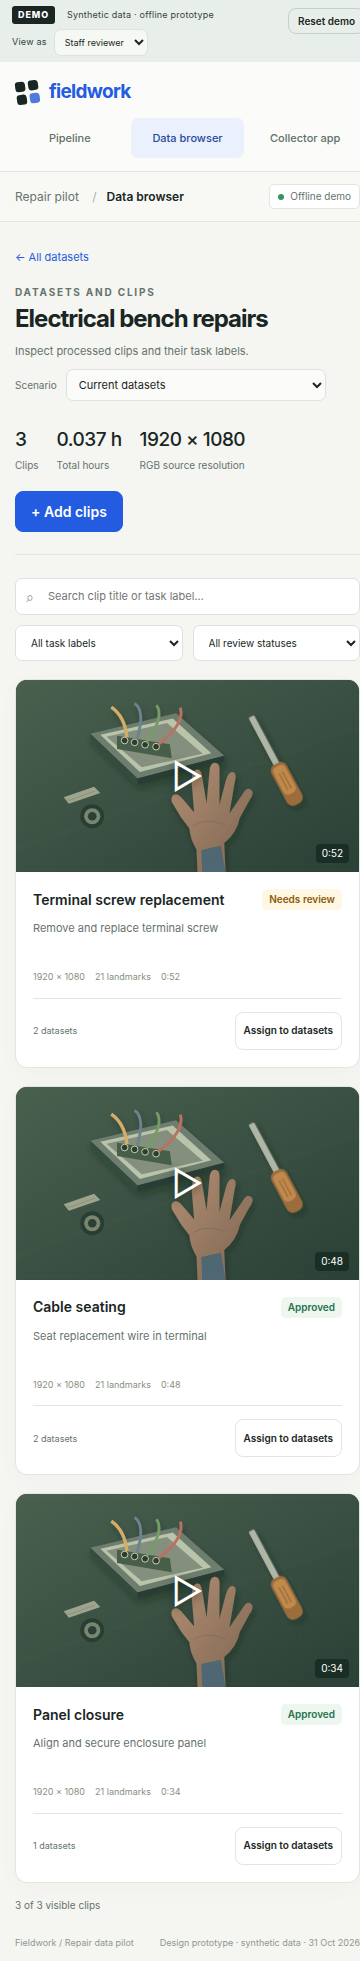 DEMO Synthetic data · offline prototype Reset demo
View as Staff reviewer
fieldwork
Pipeline Data browser Collector app
Repair pilot / Data browser Offline demo
← All datasets
DATASETS AND CLIPS
Electrical bench repairs
Inspect processed clips and their task labels.
Scenario Current datasets
3 0.037 h 1920 × 1080
Clips Total hours RGB source resolution
+ Add clips
Search clip title or task label...
All task labels All review statuses
0:52
Terminal screw replacement Needs review
Remove and replace terminal screw
1920 × 1080 21 landmarks 0:52
2 datasets Assign to datasets
0:48
Cable seating Approved
Seat replacement wire in terminal
1920 × 1080 21 landmarks 0:48
2 datasets Assign to datasets
0:34
Panel closure Approved
Align and secure enclosure panel
1920 × 1080 21 landmarks 0:34
1 datasets Assign to datasets
3 of 3 visible clips
Fieldwork / Repair data pilot Design prototype · synthetic data · 31 Oct 2026